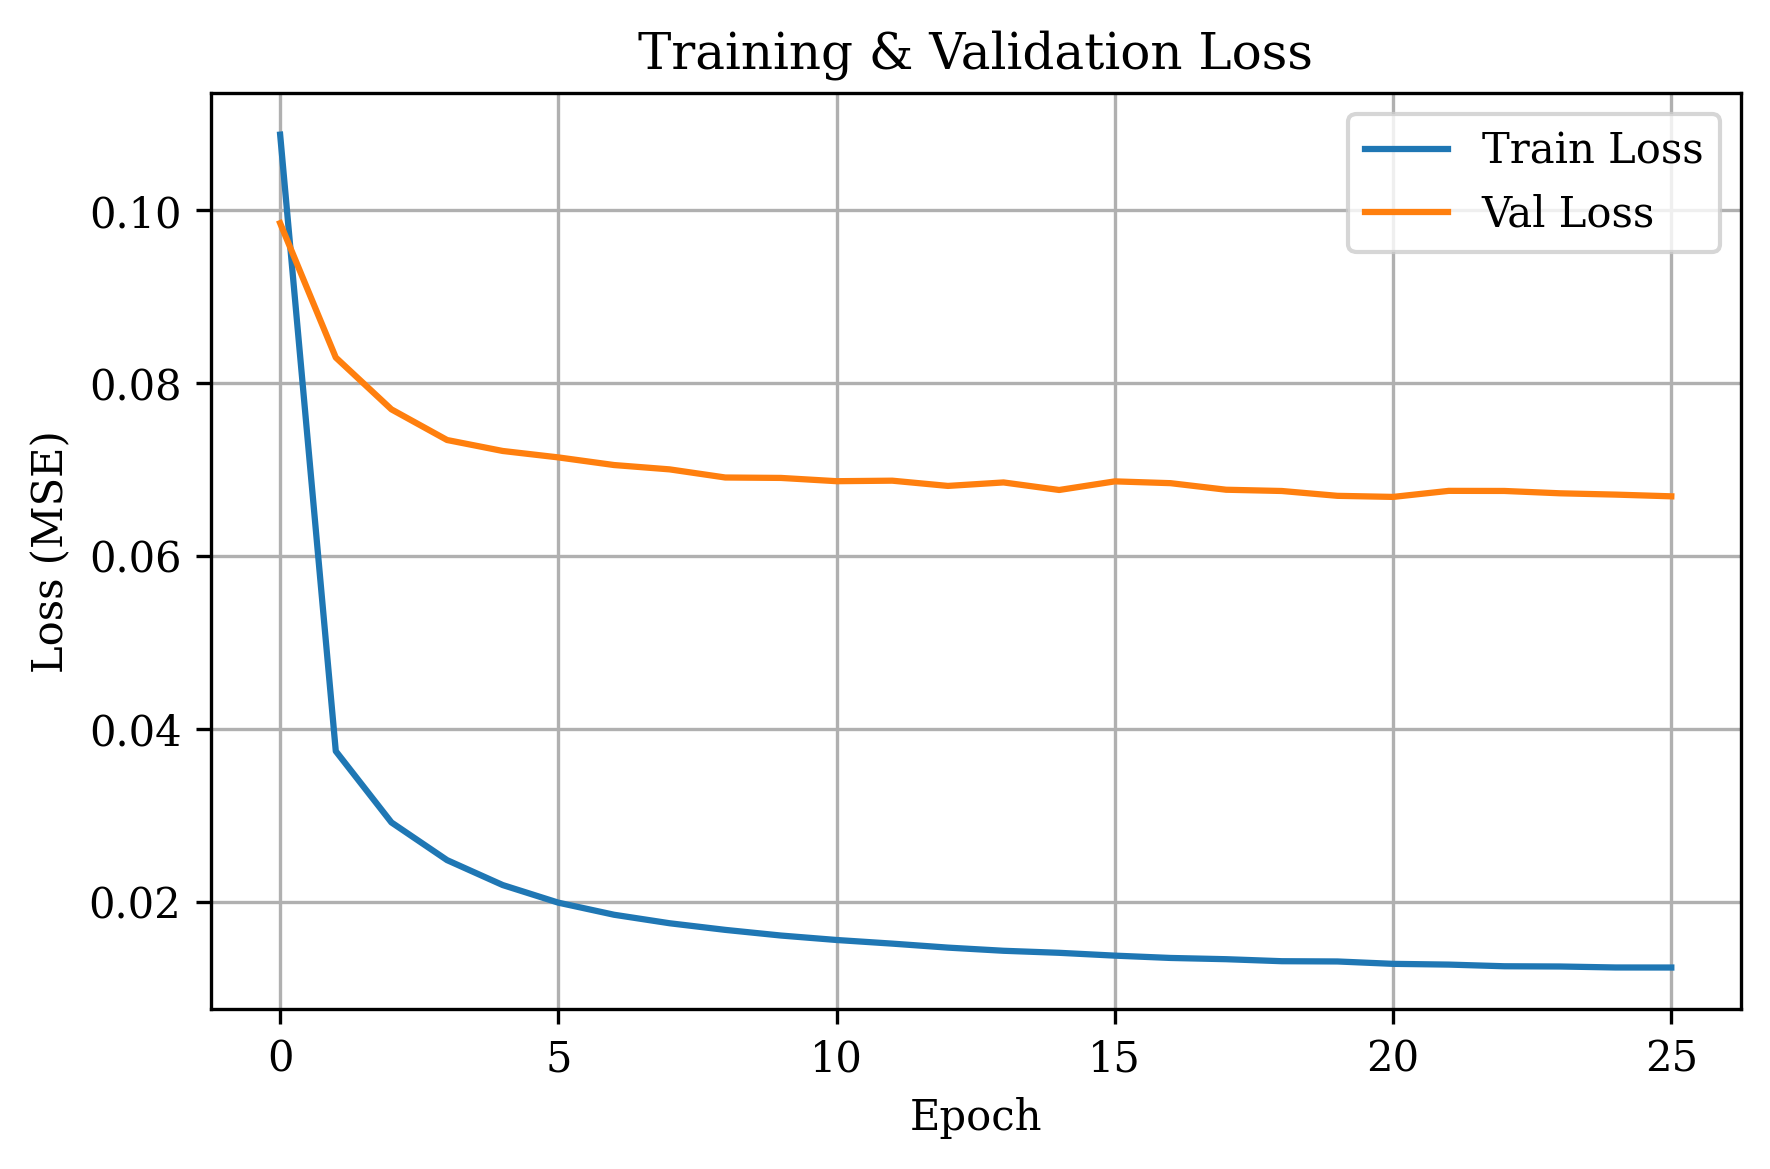 Training & Validation Loss
Train Loss
Val Loss
0.10
0.08
0.06
0.04
0.02
Loss (MSE)
0 5 10 15 20 25
Epoch